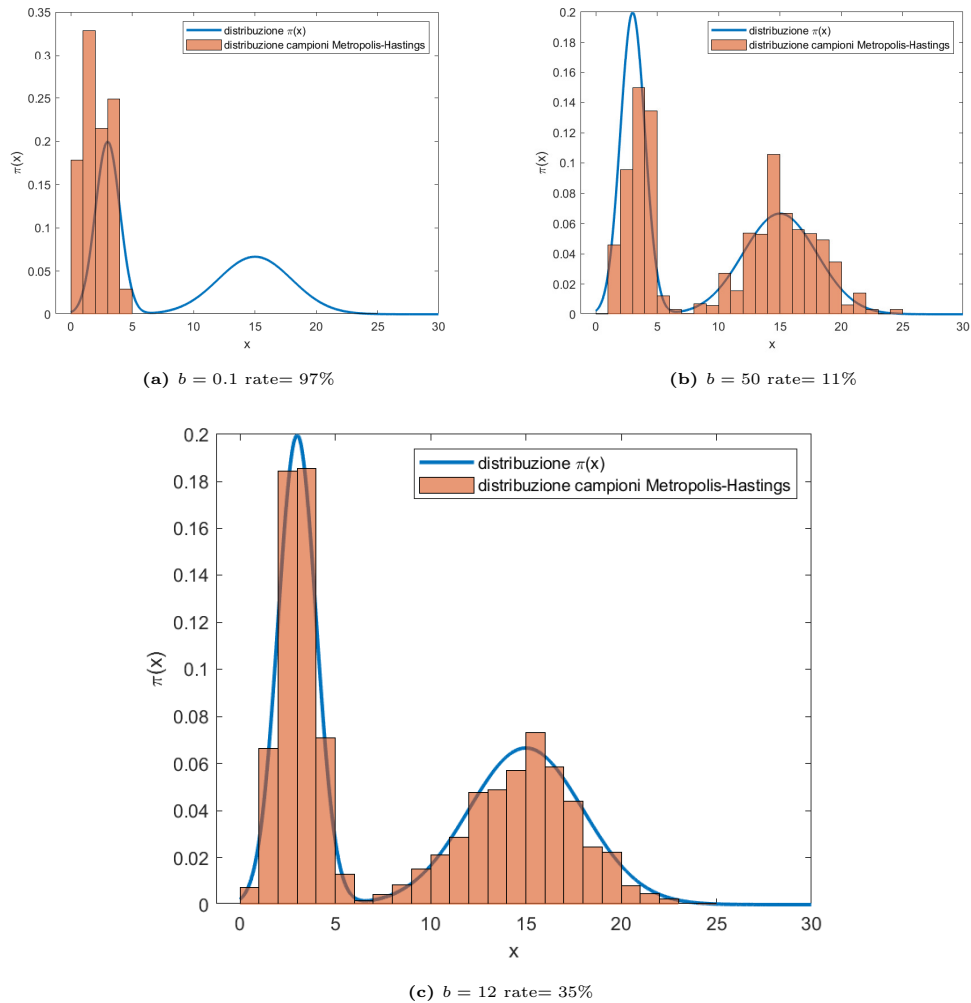 0.35
0.3
0.25
0.2
0.15
0.1
0.05
0
π(x)
0 5 10 15 20 25 30
x
distribuzione π(x)
distribuzione campioni Metropolis-Hastings
(a) b = 0.1 rate= 97%
0.2
0.18
0.16
0.14
0.12
0.1
0.08
0.06
0.04
0.02
0
π(x)
0 5 10 15 20 25 30
x
distribuzione π(x)
distribuzione campioni Metropolis-Hastings
(b) b = 50 rate= 11%
0.2
0.18
0.16
0.14
0.12
0.1
0.08
0.06
0.04
0.02
0
π(x)
0 5 10 15 20 25 30
x
distribuzione π(x)
distribuzione campioni Metropolis-Hastings
(c) b = 12 rate= 35%